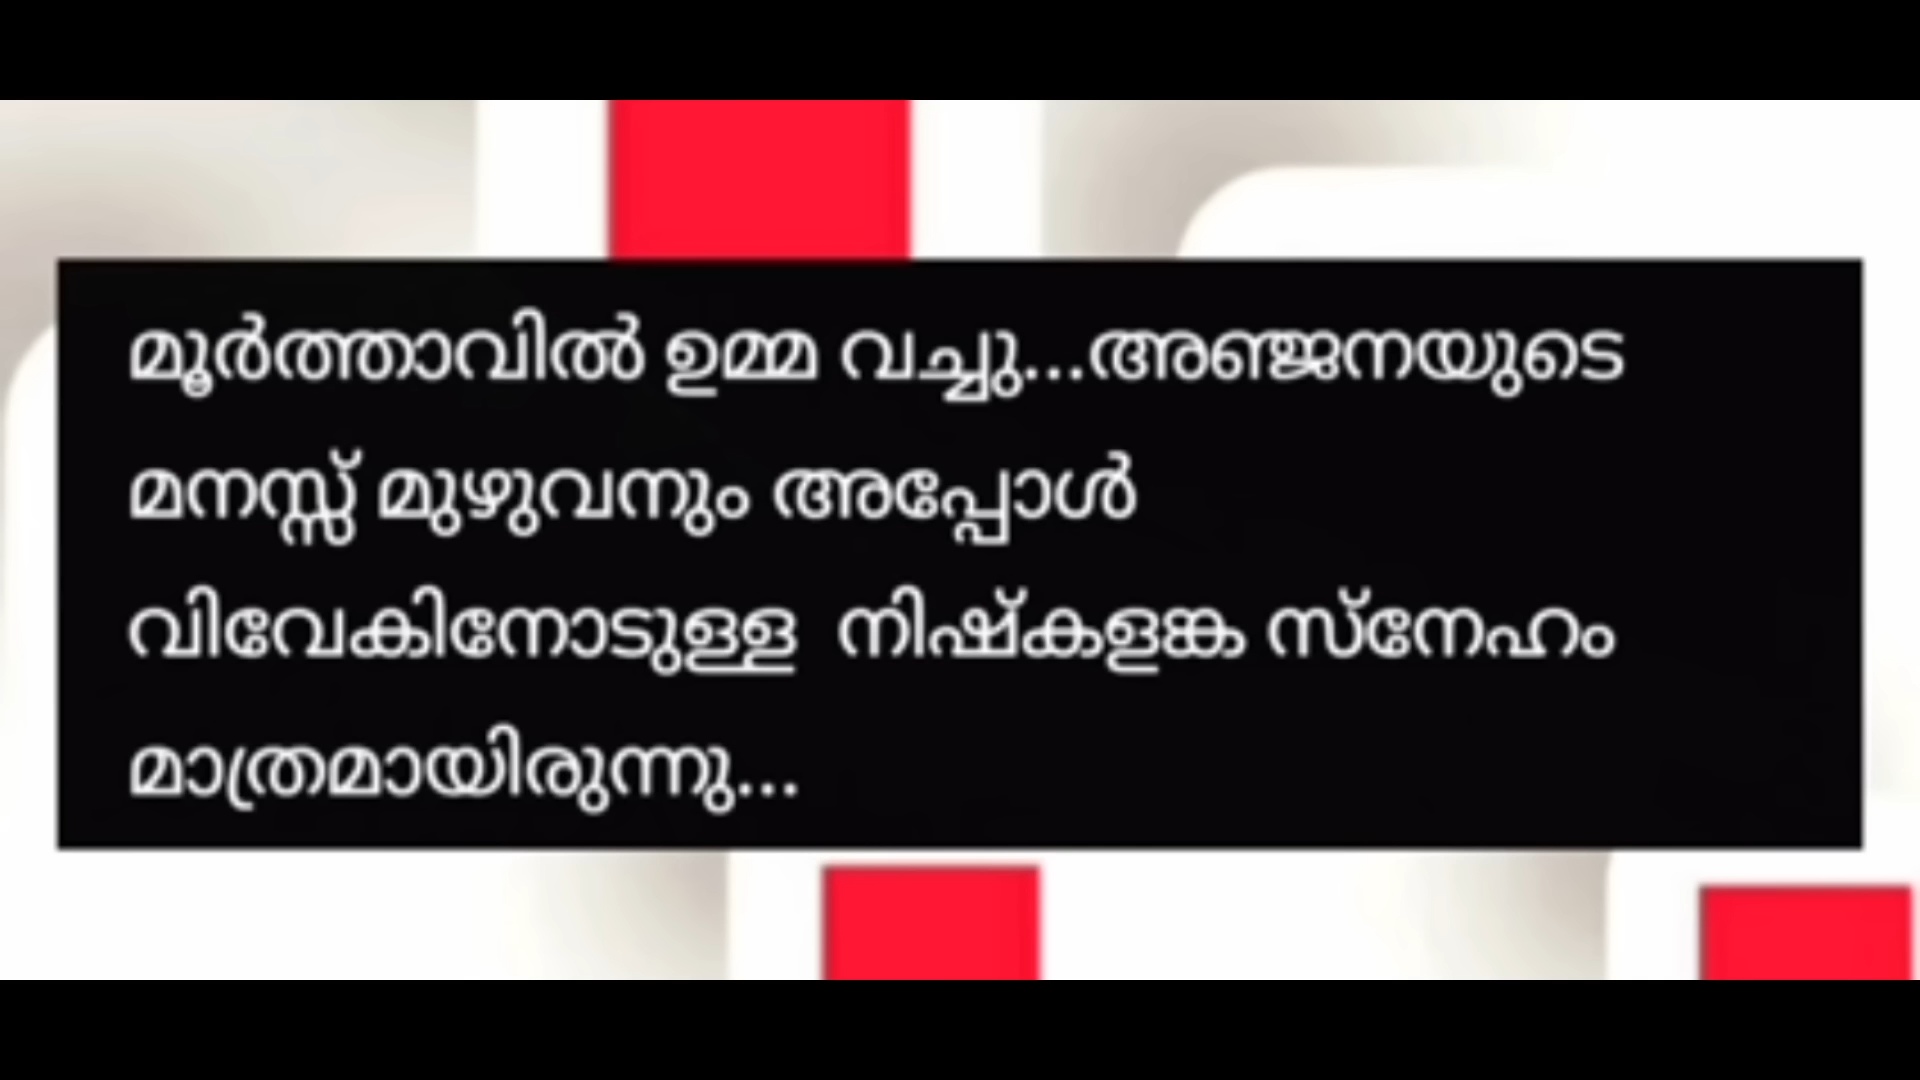 മൂർത്താവിൽ ഉമ്മ വച്ചു...അഞ്ജനയുടെ
മനസ്സ് മുഴുവനും അപ്പോൾ
വിവേകിനോടുള്ള നിഷ്കളങ്ക സ്നേഹം
മാത്രമായിരുന്നു...